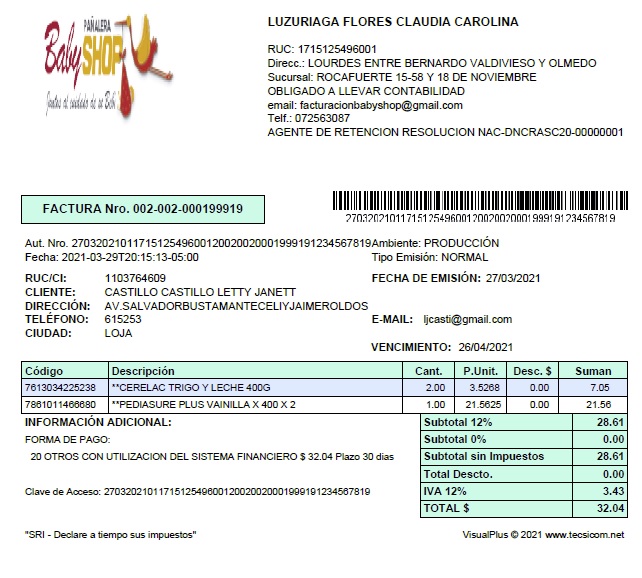 PAÑALERA
Baby SHOP
Juntos al cuidado de su Bebé
LUZURIAGA FLORES CLAUDIA CAROLINA
RUC: 1715125496001
Direcc.: LOURDES ENTRE BERNARDO VALDIVIESO Y OLMEDO
Sucursal: ROCAFUERTE 15-58 Y 18 DE NOVIEMBRE
OBLIGADO A LLEVAR CONTABILIDAD
email: facturacionbabyshop@gmail.com
Telf.: 072563087
AGENTE DE RETENCION RESOLUCION NAC-DNCRASC20-00000001
FACTURA Nro. 002-002-000199919
2703202101171512549600120020020001999191234567819
Aut. Nro. 2703202101171512549600120020020001999191234567819Ambiente: PRODUCCIÓN
Fecha: 2021-03-29T20:15:13-05:00 Tipo Emisión: NORMAL
RUC/CI: 1103764609 FECHA DE EMISIÓN: 27/03/2021
CLIENTE: CASTILLO CASTILLO LETTY JANETT
DIRECCIÓN: AV.SALVADORBUSTAMANTECELIYJAIMEROLDOS
TELÉFONO: 615253 E-MAIL: ljcasti@gmail.com
CIUDAD: LOJA
VENCIMIENTO: 26/04/2021
Código Descripción Cant. P.Unit. Desc. $ Suman
7613034225238 **CERELAC TRIGO Y LECHE 400G 2.00 3.5268 0.00 7.05
7861011466680 **PEDIASURE PLUS VAINILLA X 400 X 2 1.00 21.5625 0.00 21.56
INFORMACIÓN ADICIONAL: Subtotal 12% 28.61
FORMA DE PAGO: Subtotal 0% 0.00
20 OTROS CON UTILIZACION DEL SISTEMA FINANCIERO $ 32.04 Plazo 30 dias Subtotal sin Impuestos 28.61
Total Descto. 0.00
Clave de Acceso: 2703202101171512549600120020020001999191234567819 IVA 12% 3.43
TOTAL $ 32.04
"SRI - Declare a tiempo sus impuestos" VisualPlus © 2021 www.tecsicom.net